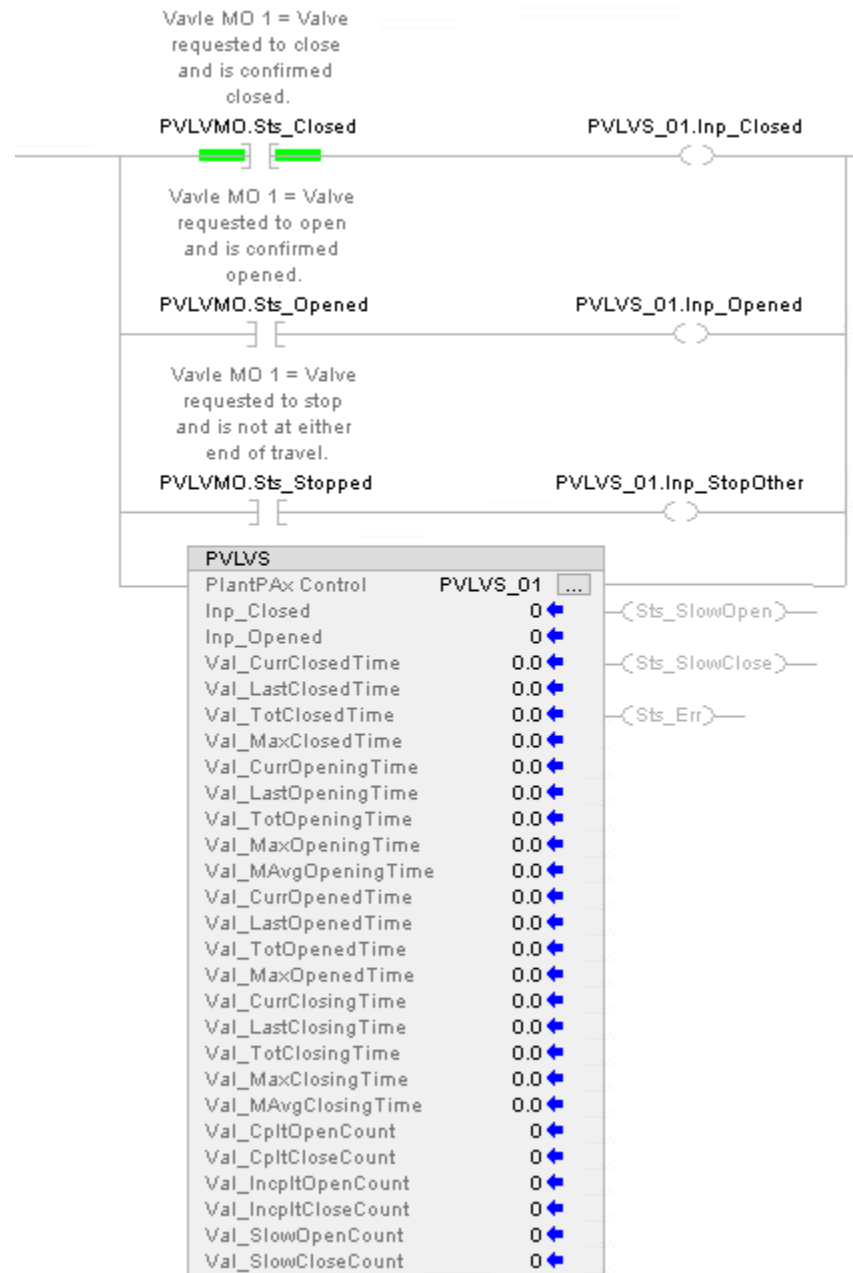 Vavle MO 1 = Valve
requested to close
and is confirmed
closed.
PVLVMO.Sts_Closed PVLVS_01.Inp_Closed
Vavle MO 1 = Valve
requested to open
and is confirmed
opened.
PVLVMO.Sts_Opened PVLVS_01.Inp_Opened
Vavle MO 1 = Valve
requested to stop
and is not at either
end of travel.
PVLVMO.Sts_Stopped PVLVS_01.Inp_StopOther
PVLVS
PlantPAx Control PVLVS_01 ...
Inp_Closed 0 Sts_SlowOpen
Inp_Opened 0
Val_CurrClosedTime 0.0 Sts_SlowClose
Val_LastClosedTime 0.0
Val_TotClosedTime 0.0 Sts_Err
Val_MaxClosedTime 0.0
Val_CurrOpeningTime 0.0
Val_LastOpeningTime 0.0
Val_TotOpeningTime 0.0
Val_MaxOpeningTime 0.0
Val_MAvgOpeningTime 0.0
Val_CurrOpenedTime 0.0
Val_LastOpenedTime 0.0
Val_TotOpenedTime 0.0
Val_MaxOpenedTime 0.0
Val_CurrClosingTime 0.0
Val_LastClosingTime 0.0
Val_TotClosingTime 0.0
Val_MaxClosingTime 0.0
Val_MAvgClosingTime 0.0
Val_CpltOpenCount 0
Val_CpltCloseCount 0
Val_IncpltOpenCount 0
Val_IncpltCloseCount 0
Val_SlowOpenCount 0
Val_SlowCloseCount 0